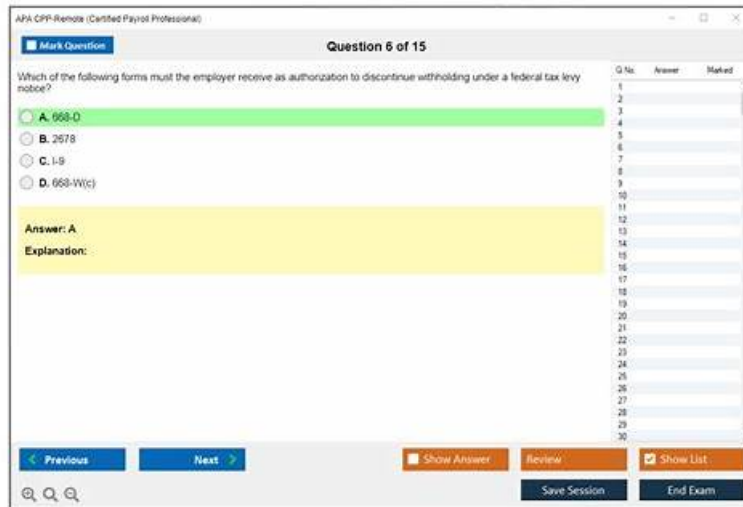 APA CPP-Remote (Certified Payroll Professional)
Mark Question
Question 6 of 15
Which of the following forms must the employer receive as authorization to discontinue withholding under a federal tax levy
notice?
A. 668-D
B. 2678
C. I-9
D. 668-W(c)
Answer: A
Explanation:
Q No. Answer Marked
1
2
3
4
5
6
7
8
9
10
11
12
13
14
15
16
17
18
19
20
21
22
23
24
25
26
27
28
29
30
Previous
Next
Show Answer
Review
Show List
Save Session
End Exam